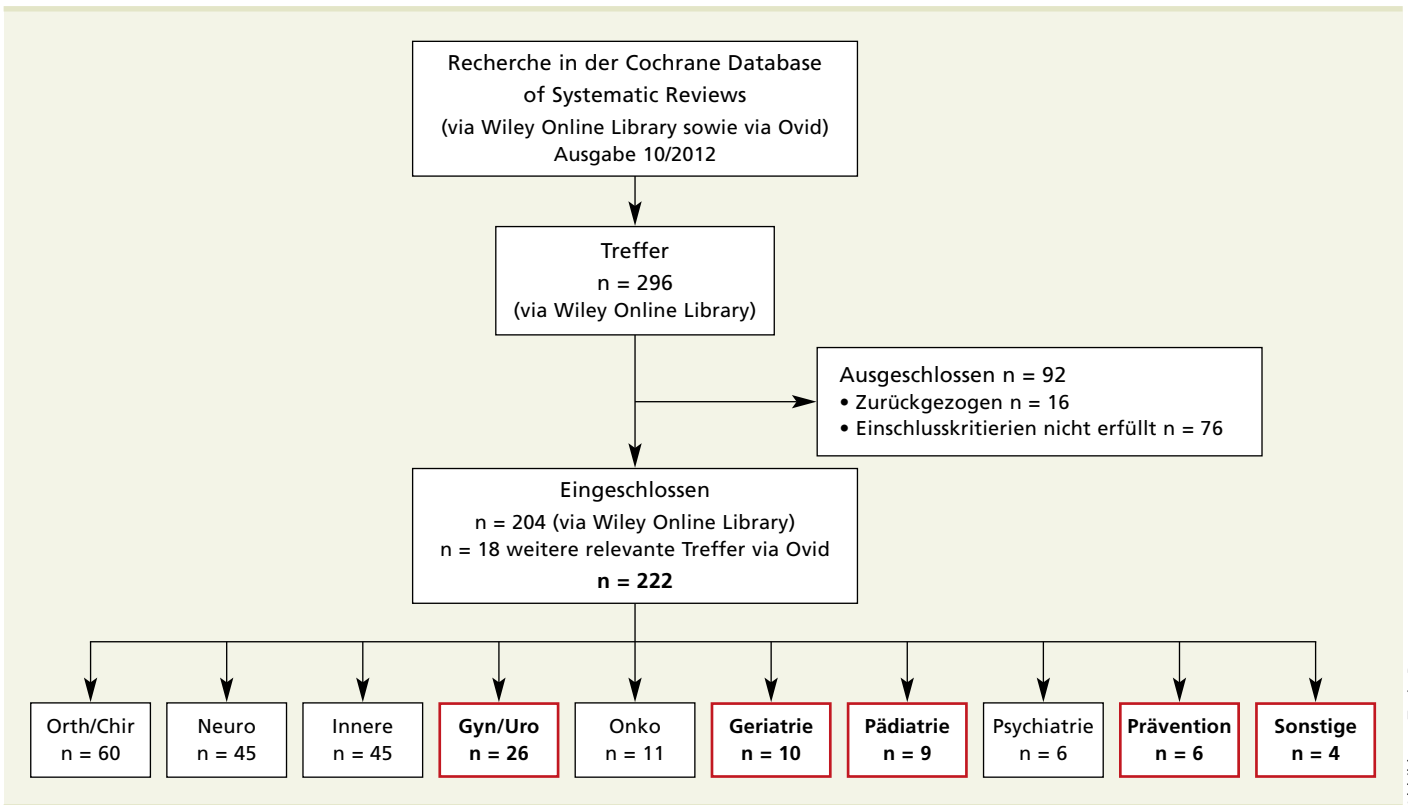 Recherche in der Cochrane Database
of Systematic Reviews
(via Wiley Online Library sowie via Ovid)
Ausgabe 10/2012
Treffer
n = 296
(via Wiley Online Library)
Ausgeschlossen n = 92
• Zurückgezogen n = 16
• Einschlusskritierien nicht erfüllt n = 76
Eingeschlossen
n = 204 (via Wiley Online Library)
n = 18 weitere relevante Treffer via Ovid
n = 222
Orth/Chir
n = 60
Neuro
n = 45
Innere
n = 45
Gyn/Uro
n = 26
Onko
n = 11
Geriatrie
n = 10
Pädiatrie
n = 9
Psychiatrie
n = 6
Prävention
n = 6
Sonstige
n = 4